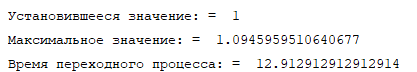 Установившееся значение: =  1
Максимальное значение: =  1.0945959510640677
Время переходного процесса: =  12.912912912912914